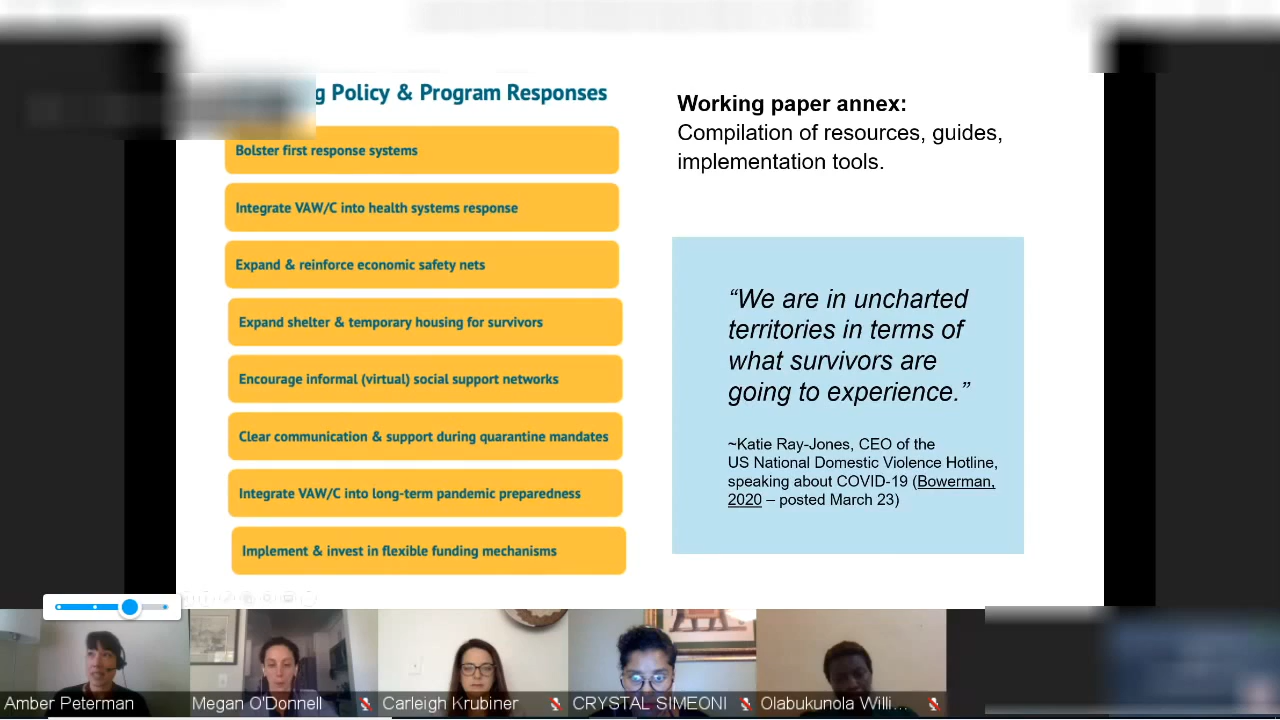 g Policy & Program Responses
Bolster first response systems
Integrate VAW/C into health systems response
Expand & reinforce economic safety nets
Expand shelter & temporary housing for survivors
Encourage informal (virtual) social support networks
Clear communication & support during quarantine mandates
Integrate VAW/C into long-term pandemic preparedness
Implement & invest in flexible funding mechanisms
Working paper annex:
Compilation of resources, guides,
implementation tools.
“We are in uncharted
territories in terms of
what survivors are
going to experience.”
~Katie Ray-Jones, CEO of the
US National Domestic Violence Hotline,
speaking about COVID-19 (Bowerman,
2020 – posted March 23)
Amber Peterman
Megan O'Donnell
Carleigh Krubiner
CRYSTAL SIMEONI
Olabukunola Willi...